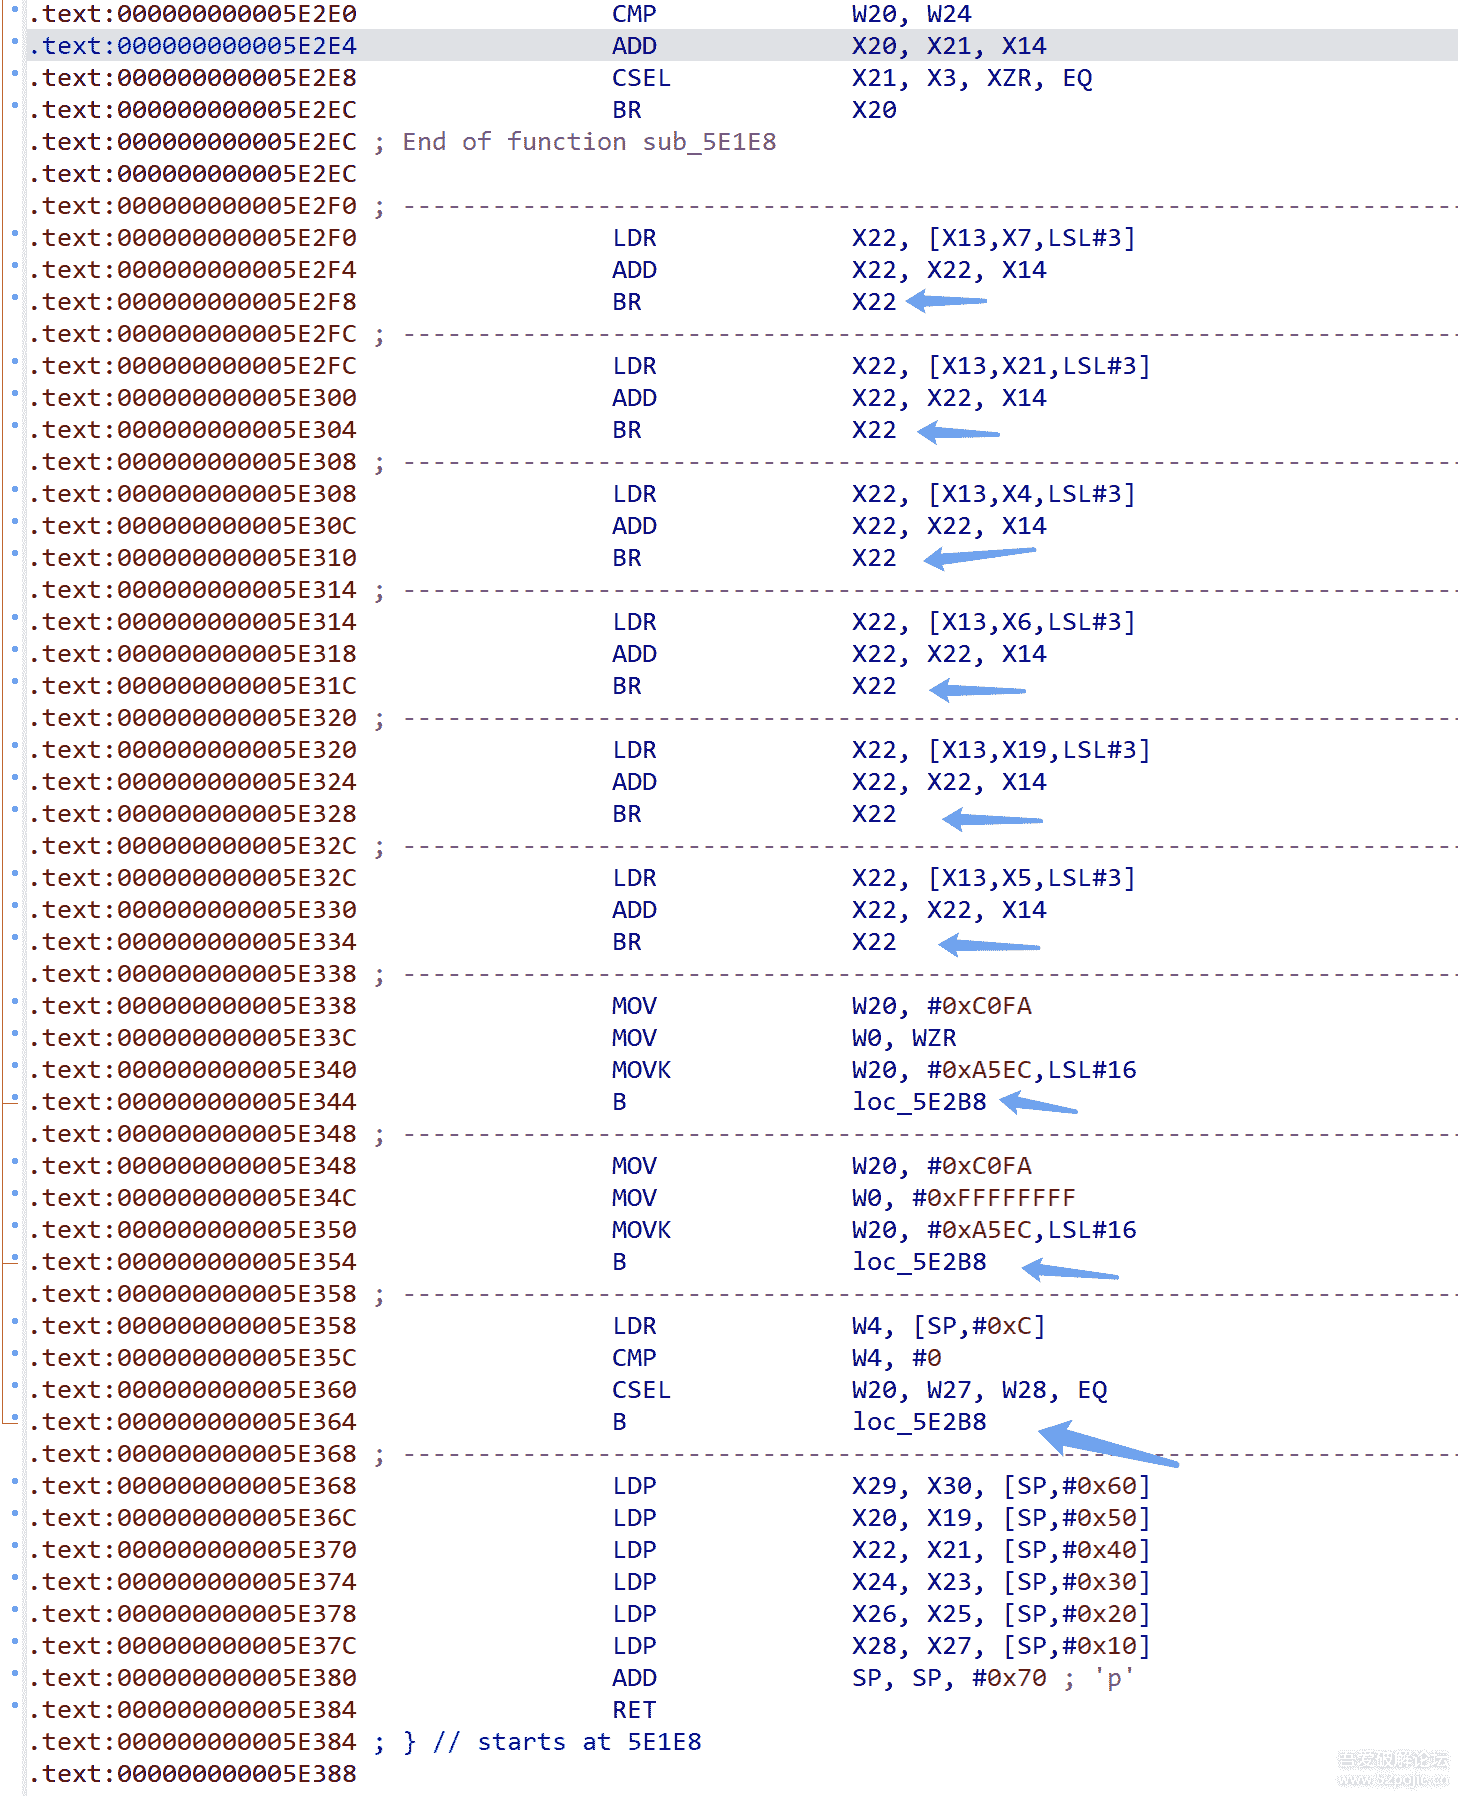 .text:000000000005E2E0 CMP W20, W24
.text:000000000005E2E4 ADD X20, X21, X14
.text:000000000005E2E8 CSEL X21, X3, XZR, EQ
.text:000000000005E2EC BR X20
.text:000000000005E2EC ; End of function sub_5E1E8
.text:000000000005E2EC
.text:000000000005E2F0 ; ---------------------------------------------------------------------------
.text:000000000005E2F0 LDR X22, [X13,X7,LSL#3]
.text:000000000005E2F4 ADD X22, X22, X14
.text:000000000005E2F8 BR X22
.text:000000000005E2FC ; ---------------------------------------------------------------------------
.text:000000000005E2FC LDR X22, [X13,X21,LSL#3]
.text:000000000005E300 ADD X22, X22, X14
.text:000000000005E304 BR X22
.text:000000000005E308 ; ---------------------------------------------------------------------------
.text:000000000005E308 LDR X22, [X13,X4,LSL#3]
.text:000000000005E30C ADD X22, X22, X14
.text:000000000005E310 BR X22
.text:000000000005E314 ; ---------------------------------------------------------------------------
.text:000000000005E314 LDR X22, [X13,X6,LSL#3]
.text:000000000005E318 ADD X22, X22, X14
.text:000000000005E31C BR X22
.text:000000000005E320 ; ---------------------------------------------------------------------------
.text:000000000005E320 LDR X22, [X13,X19,LSL#3]
.text:000000000005E324 ADD X22, X22, X14
.text:000000000005E328 BR X22
.text:000000000005E32C ; ---------------------------------------------------------------------------
.text:000000000005E32C LDR X22, [X13,X5,LSL#3]
.text:000000000005E330 ADD X22, X22, X14
.text:000000000005E334 BR X22
.text:000000000005E338 ; ---------------------------------------------------------------------------
.text:000000000005E338 MOV W20, #0xC0FA
.text:000000000005E33C MOV W0, WZR
.text:000000000005E340 MOVK W20, #0xA5EC,LSL#16
.text:000000000005E344 B loc_5E2B8
.text:000000000005E348 ; ---------------------------------------------------------------------------
.text:000000000005E348 MOV W20, #0xC0FA
.text:000000000005E34C MOV W0, #0xFFFFFFFF
.text:000000000005E350 MOVK W20, #0xA5EC,LSL#16
.text:000000000005E354 B loc_5E2B8
.text:000000000005E358 ; ---------------------------------------------------------------------------
.text:000000000005E358 LDR W4, [SP,#0xC]
.text:000000000005E35C CMP W4, #0
.text:000000000005E360 CSEL W20, W27, W28, EQ
.text:000000000005E364 B loc_5E2B8
.text:000000000005E368 ; ---------------------------------------------------------------------------
.text:000000000005E368 LDP X29, X30, [SP,#0x60]
.text:000000000005E36C LDP X20, X19, [SP,#0x50]
.text:000000000005E370 LDP X22, X21, [SP,#0x40]
.text:000000000005E374 LDP X24, X23, [SP,#0x30]
.text:000000000005E378 LDP X26, X25, [SP,#0x20]
.text:000000000005E37C LDP X28, X27, [SP,#0x10]
.text:000000000005E380 ADD SP, SP, #0x70 ; 'p'
.text:000000000005E384 RET
.text:000000000005E384 ; } // starts at 5E1E8
.text:000000000005E388
吾爱破解论坛
www.52pojie.cn